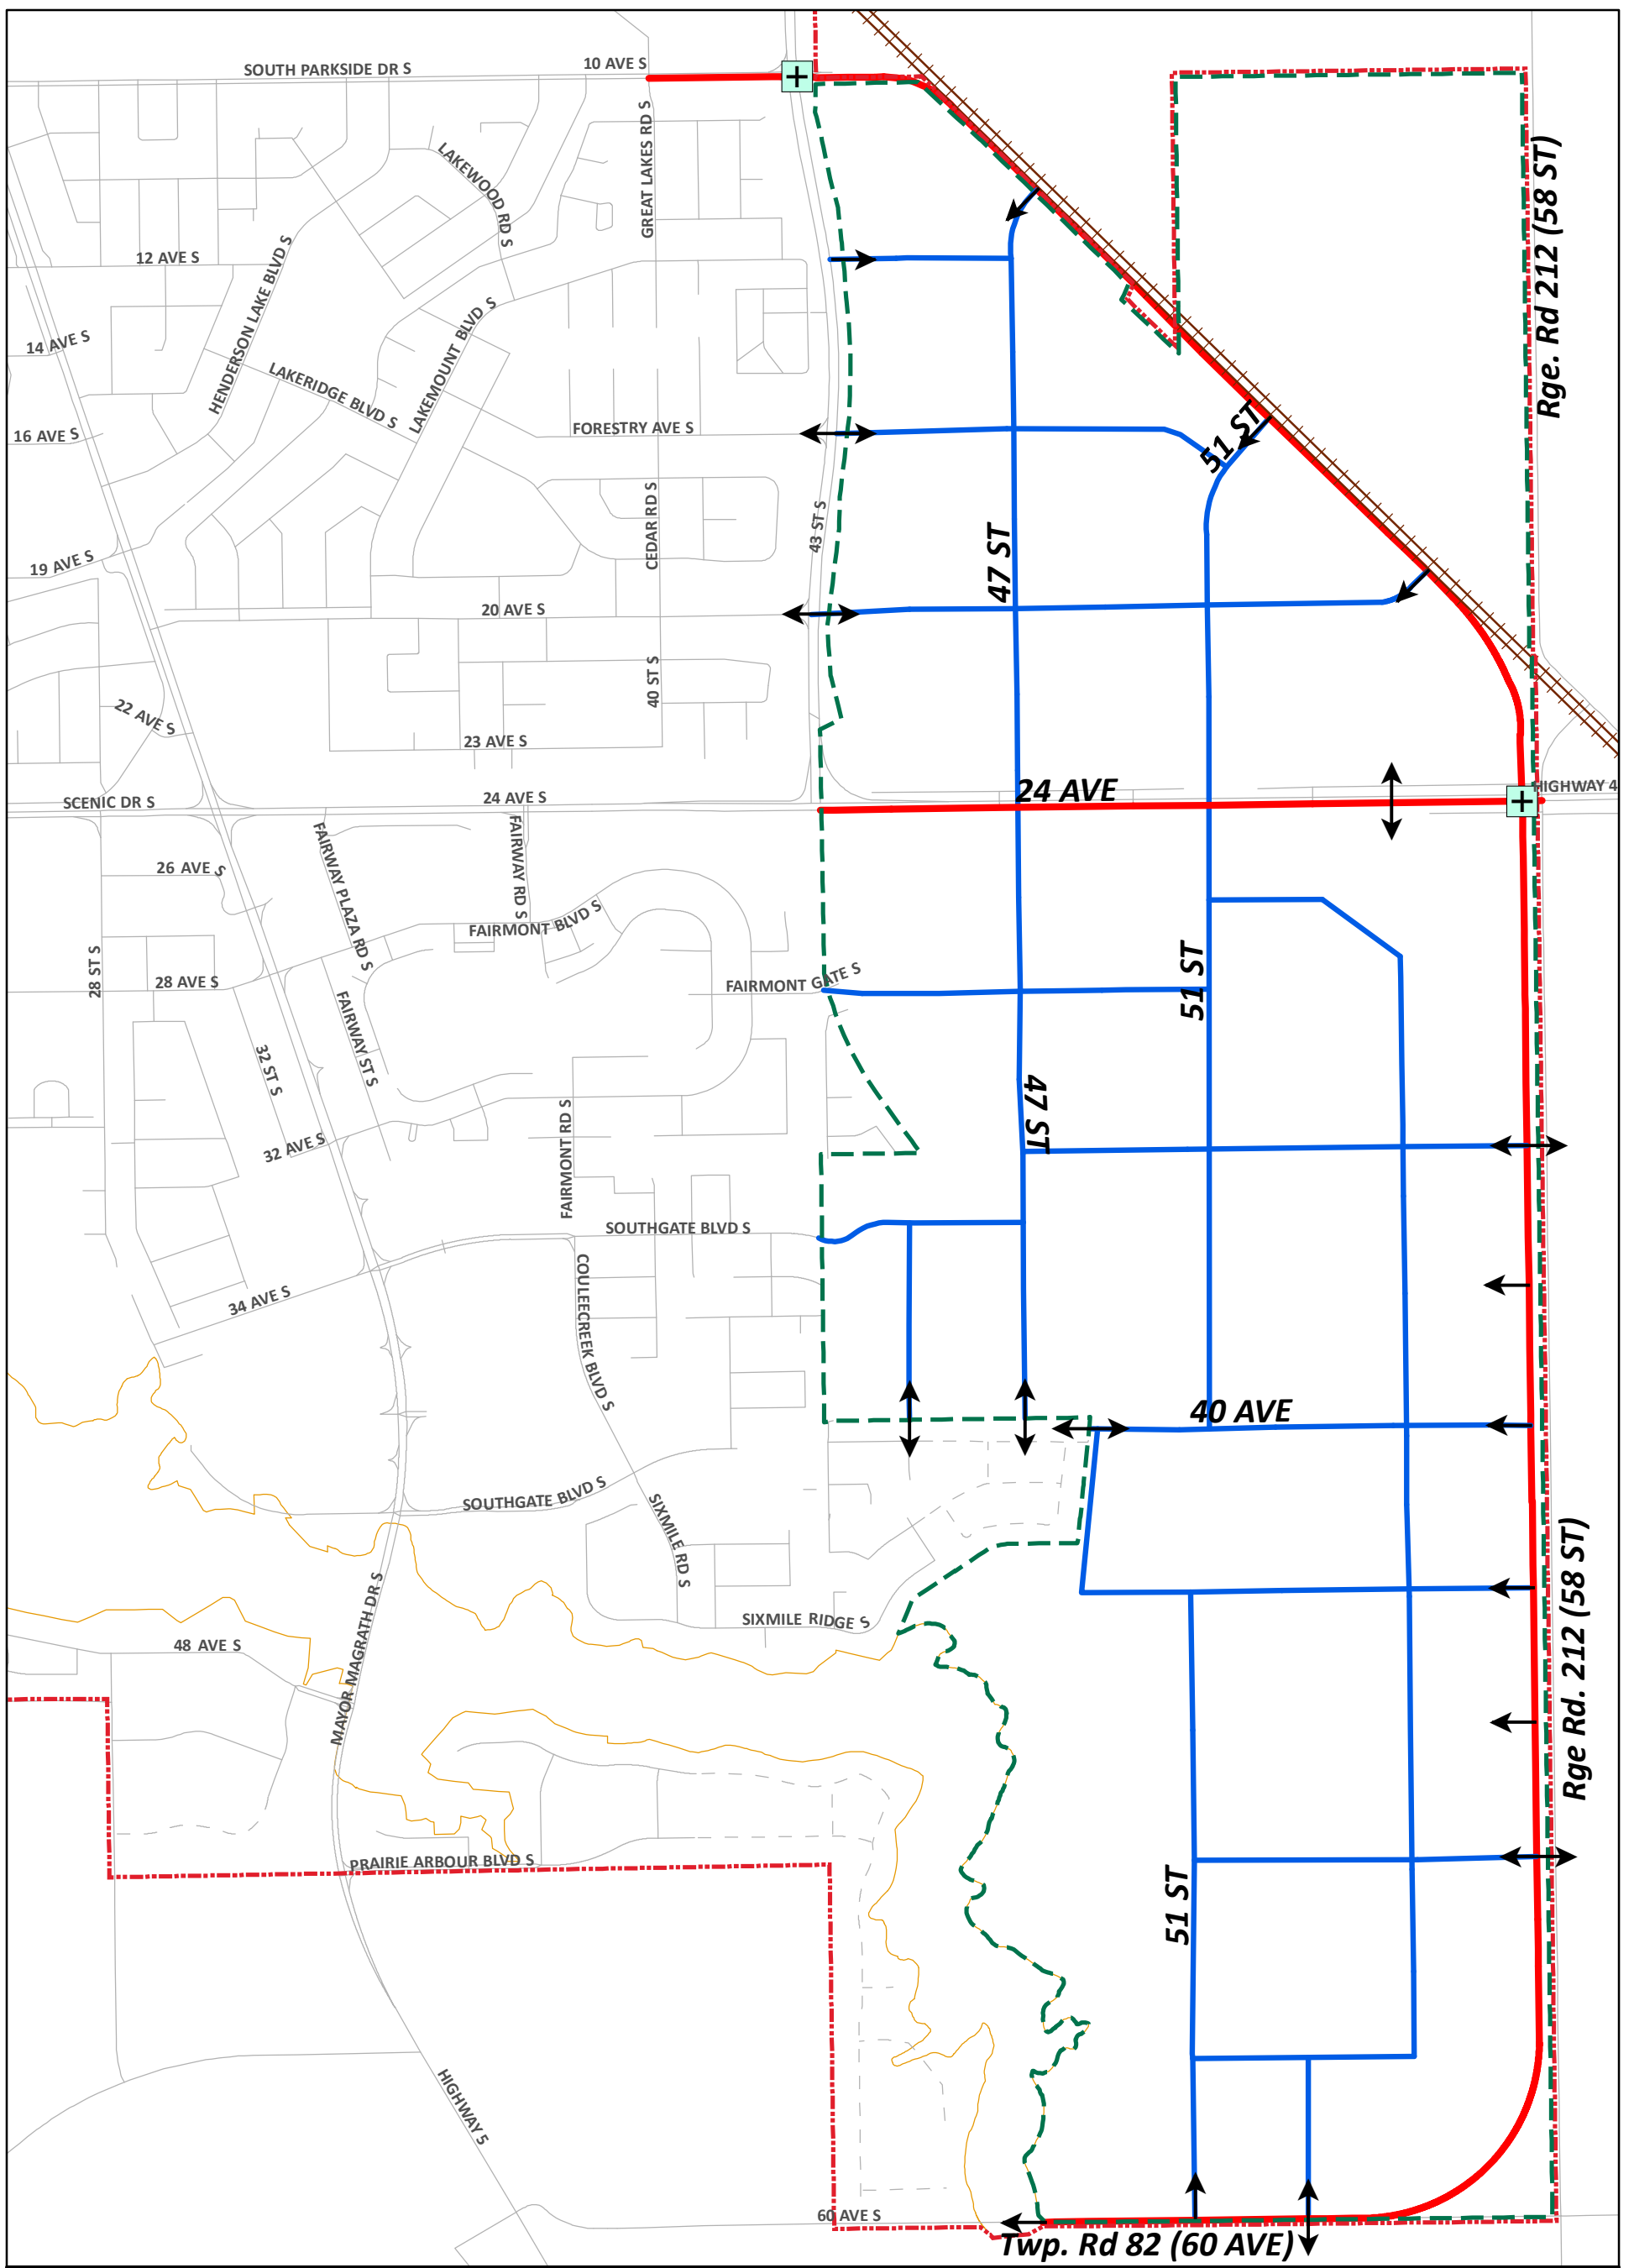 SOUTH PARKSIDE DR S
10 AVE S
GREAT LAKES RD S
LAKEWOOD RD S
Rge. Rd 212 (58 ST)
12 AVE S
HENDERSON LAKE BLVD S
14 AVE S
LAKERIDGE BLVD S
LAKEMOUNT BLVD S
16 AVE S
FORESTRY AVE S
51 ST
CEDAR RD S
43 ST S
47 ST
19 AVE S
20 AVE S
40 ST S
22 AVE S
23 AVE S
SCENIC DR S
24 AVE S
24 AVE
HIGHWAY 4
FAIRWAY PLAZA RD S
FAIRWAY RD S
26 AVE S
FAIRMONT BLVD S
28 ST S
28 AVE S
FAIRMONT GATE S
51 ST
FAIRWAY ST S
32 ST S
47 ST
32 AVE S
FAIRMONT RD S
SOUTHGATE BLVD S
34 AVE S
COULEECREEK BLVD S
40 AVE
SOUTHGATE BLVD S
SIXMILE RD S
SIXMILE RIDGE S
Rge Rd. 212 (58 ST)
48 AVE S
MAYOR MAGRATH DR S
PRAIRIE ARBOUR BLVD S
51 ST
HIGHWAY 5
60 AVE S
Twp. Rd 82 (60 AVE)